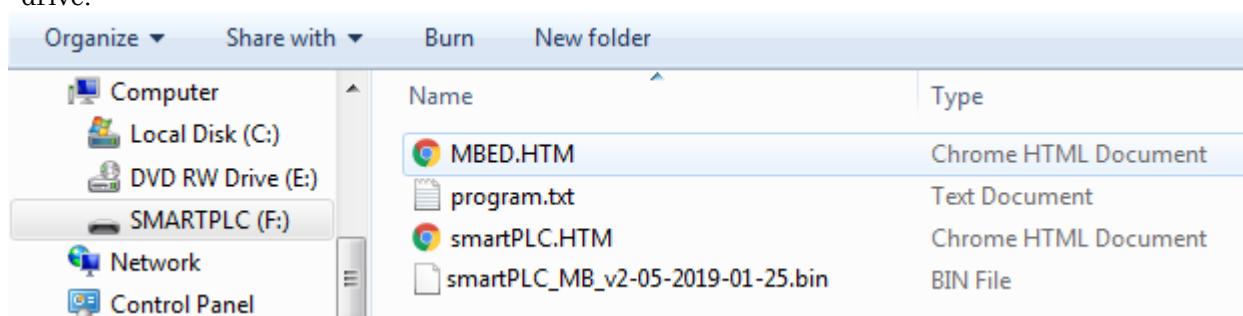 drive.
Organize Share with Burn New folder
Computer
Local Disk (C:)
DVD RW Drive (E:)
SMARTPLC (F:)
Network
Control Panel
Name Type
MBED.HTM Chrome HTML Document
program.txt Text Document
smartPLC.HTM Chrome HTML Document
smartPLC_MB_v2-05-2019-01-25.bin BIN File